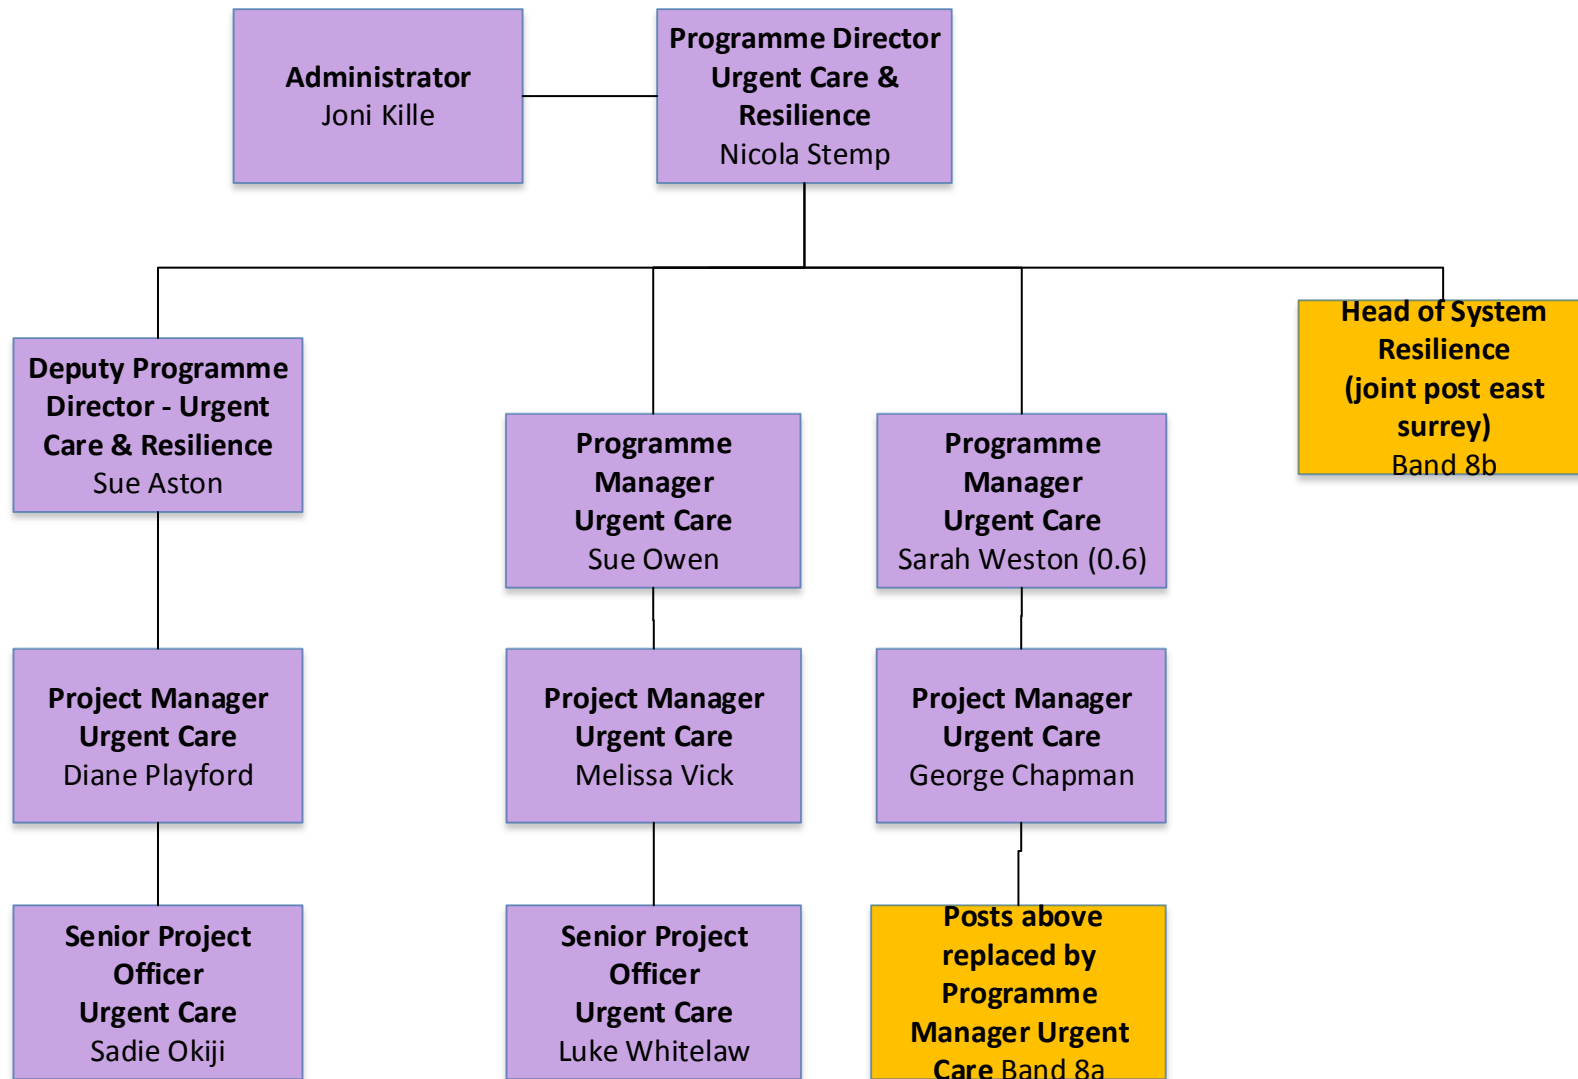 Administrator
Joni Kille
Programme Director
Urgent Care &
Resilience
Nicola Stemp
Deputy Programme
Director - Urgent
Care & Resilience
Sue Aston
Programme
Manager
Urgent Care
Sue Owen
Programme
Manager
Urgent Care
Sarah Weston (0.6)
Head of System
Resilience
(joint post east
surrey)
Band 8b
Project Manager
Urgent Care
Diane Playford
Project Manager
Urgent Care
Melissa Vick
Project Manager
Urgent Care
George Chapman
Senior Project
Officer
Urgent Care
Sadie Okiji
Senior Project
Officer
Urgent Care
Luke Whitelaw
Posts above
replaced by
Programme
Manager Urgent
Care Band 8a